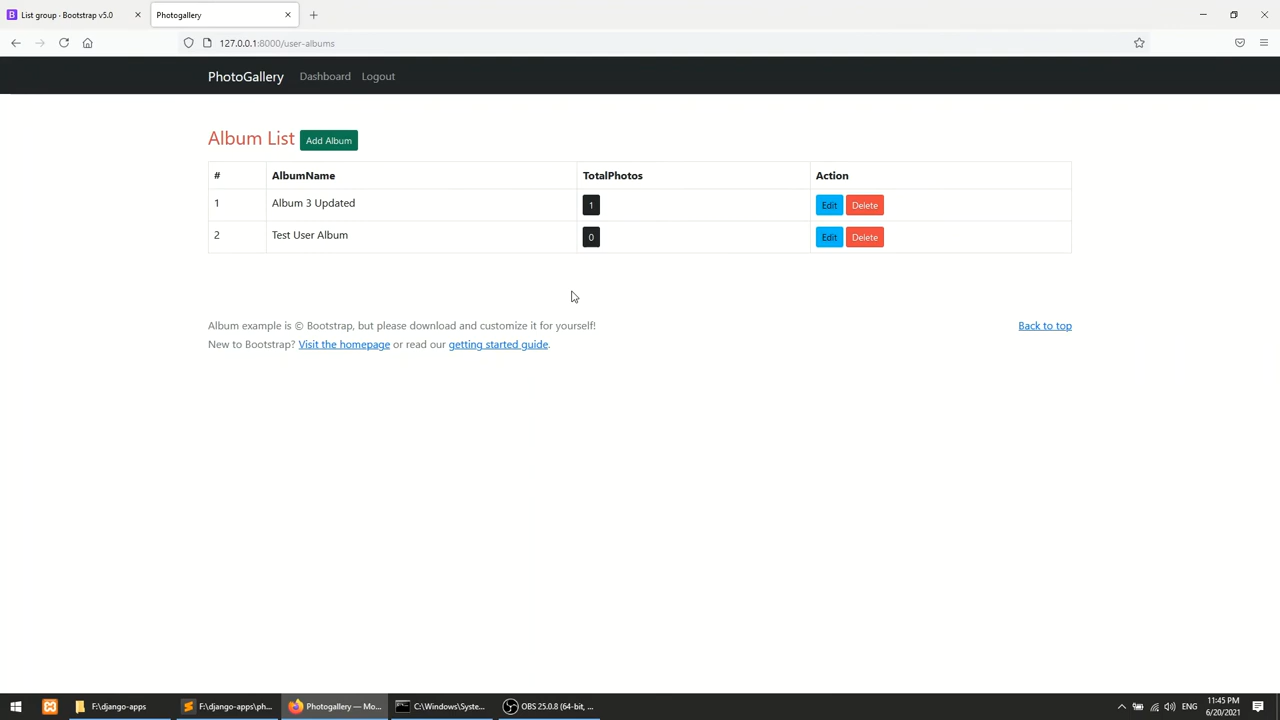 List group · Bootstrap v5.0
Photogallery
127.0.0.1:8000/user-albums
PhotoGallery Dashboard Logout
Album List Add Album
# AlbumName TotalPhotos Action
1 Album 3 Updated 1 Edit Delete
2 Test User Album 0 Edit Delete
Album example is © Bootstrap, but please download and customize it for yourself! Back to top
New to Bootstrap? Visit the homepage or read our getting started guide.
F:\django-apps F:\django-apps\ph... Photogallery — Mo... C:\Windows\Syste... OBS 25.0.8 (64-bit, ... ENG 11:45 PM
6/20/2021